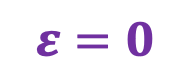 𝜺 = 𝟎